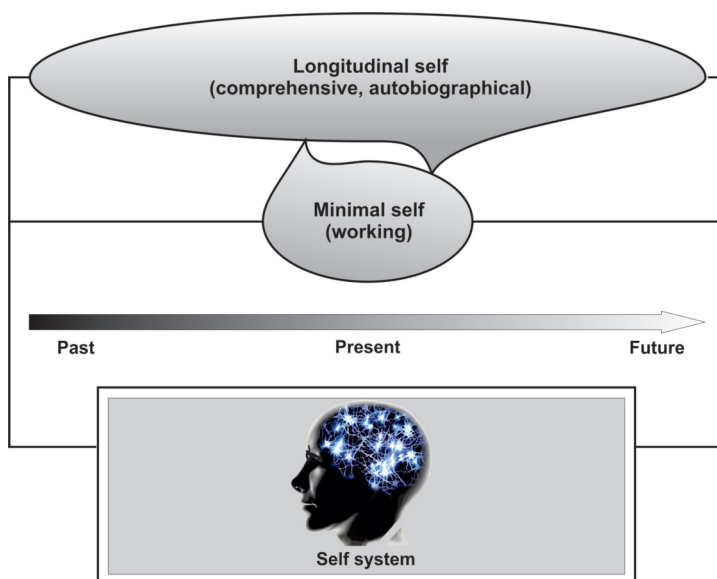 Longitudinal self
(comprehensive, autobiographical)
Minimal self
(working)
Past Present Future
Self system